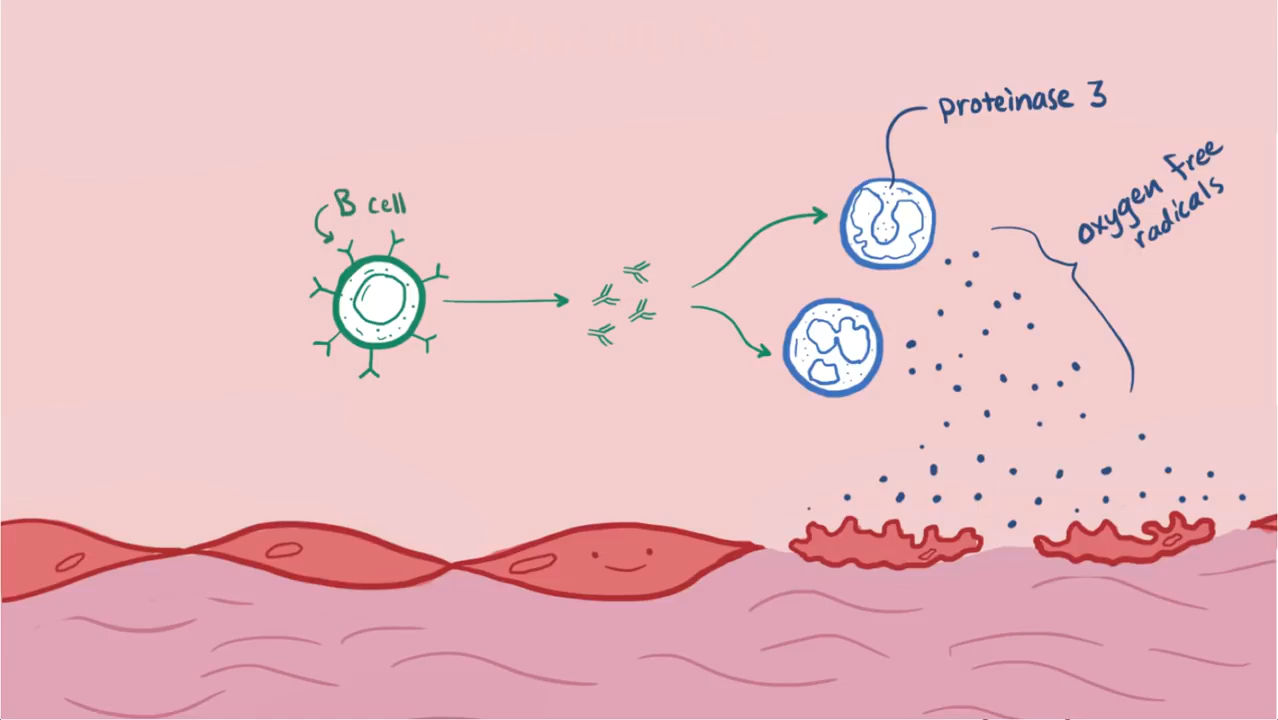 proteinase 3
oxygen free
radicals
B cell